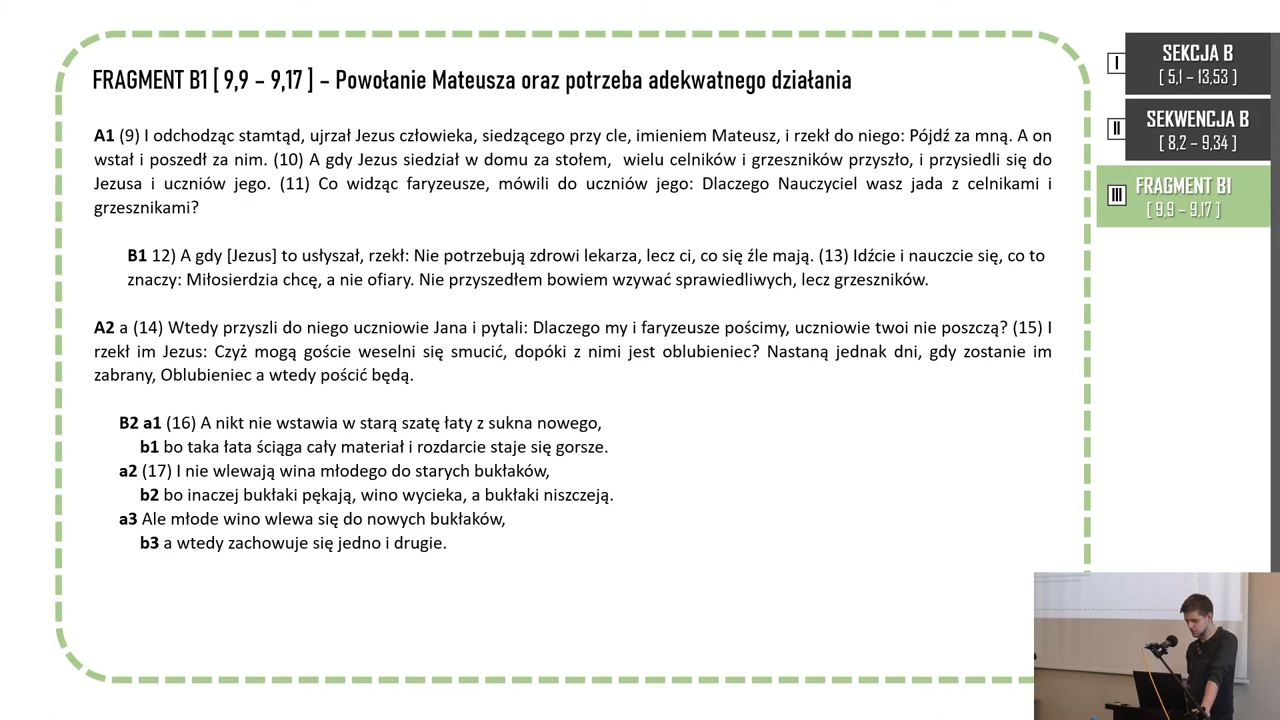 FRAGMENT B1 [ 9,9 – 9,17 ] – Powołanie Mateusza oraz potrzeba adekwatnego działania
A1 (9) I odchodząc stamtąd, ujrzał Jezus człowieka, siedzącego przy cle, imieniem Mateusz, i rzekł do niego: Pójdź za mną. A on
wstał i poszedł za nim. (10) A gdy Jezus siedział w domu za stołem, wielu celników i grzeszników przyszło, i przysiedli się do
Jezusa i uczniów jego. (11) Co widząc faryzeusze, mówili do uczniów jego: Dlaczego Nauczyciel wasz jada z celnikami i
grzesznikami?
B1 12) A gdy [Jezus] to usłyszał, rzekł: Nie potrzebują zdrowi lekarza, lecz ci, co się źle mają. (13) Idźcie i nauczcie się, co to
znaczy: Miłosierdzia chcę, a nie ofiary. Nie przyszedłem bowiem wzywać sprawiedliwych, lecz grzeszników.
A2 a (14) Wtedy przyszli do niego uczniowie Jana i pytali: Dlaczego my i faryzeusze pościmy, uczniowie twoi nie poszczą? (15) I
rzekł im Jezus: Czyż mogą goście weselni się smucić, dopóki z nimi jest oblubieniec? Nastaną jednak dni, gdy zostanie im
zabrany, Oblubieniec a wtedy pościć będą.
B2 a1 (16) A nikt nie wstawia w starą szatę łaty z sukna nowego,
b1 bo taka łata ściąga cały materiał i rozdarcie staje się gorsze.
a2 (17) I nie wlewają wina młodego do starych bukłaków,
b2 bo inaczej bukłaki pękają, wino wycieka, a bukłaki niszczeją.
a3 Ale młode wino wlewa się do nowych bukłaków,
b3 a wtedy zachowuje się jedno i drugie.
I
SEKCJA B
[ 5,1 – 13,53 ]
II
SEKWENCJA B
[ 8,2 – 9,34 ]
III
FRAGMENT B1
[ 9,9 – 9,17 ]